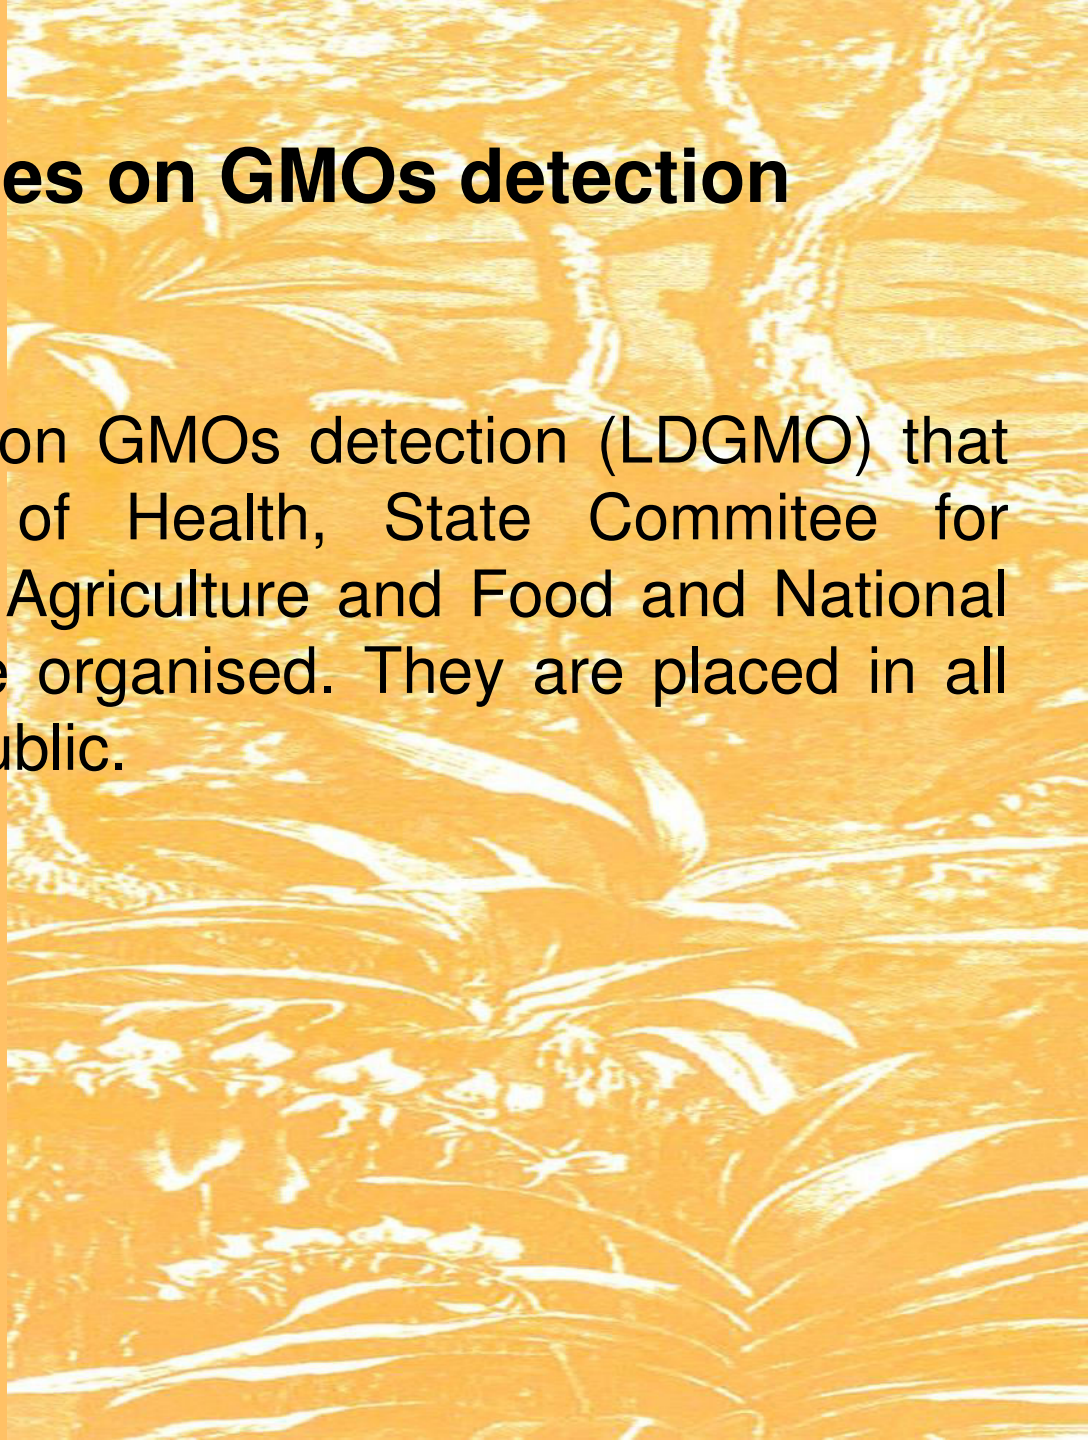 es on GMOs detection
on GMOs detection (LDGMO) that
of Health, State Commitee for
Agriculture and Food and National
e organised. They are placed in all
ublic.